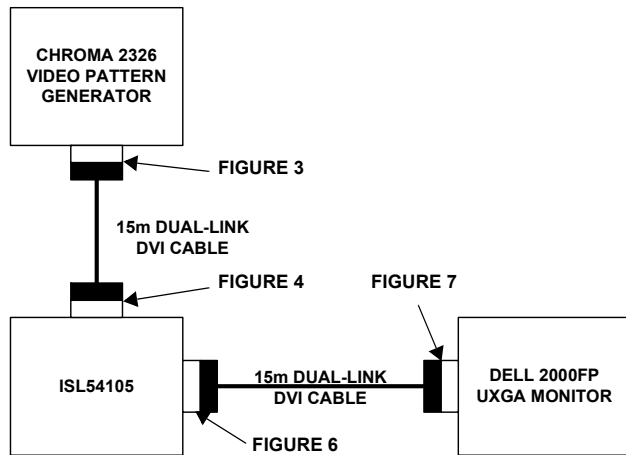 CHROMA 2326
VIDEO PATTERN
GENERATOR
FIGURE 3
15m DUAL-LINK
DVI CABLE
FIGURE 4
FIGURE 7
ISL54105
15m DUAL-LINK
DVI CABLE
DELL 2000FP
UXGA MONITOR
FIGURE 6